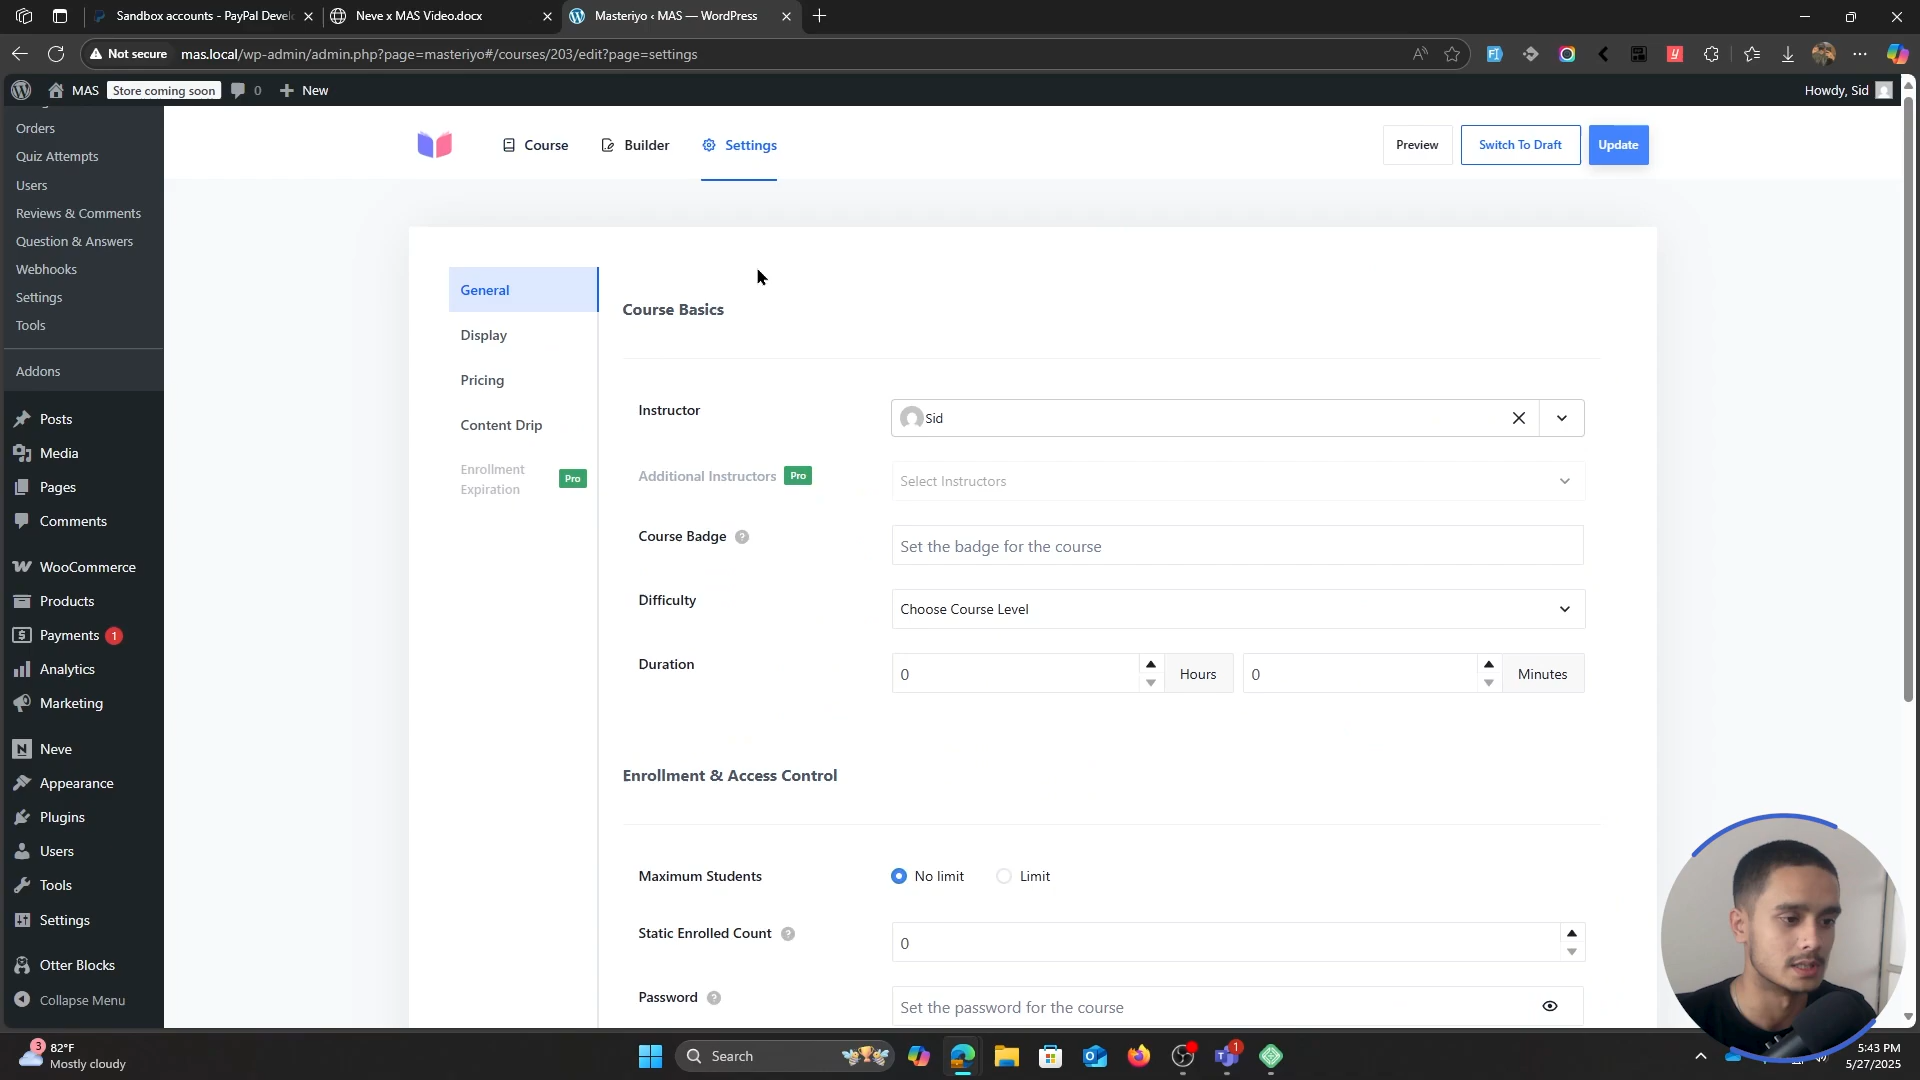 Sandbox accounts - PayPal Devel
Neve x MAS Video.docx
Masteriyo ‹ MAS — WordPress
Not secure
mas.local/wp-admin/admin.php?page=masteriyo#/courses/203/edit?page=settings
MAS
Store coming soon
0
New
Howdy, Sid
Orders
Quiz Attempts
Users
Reviews & Comments
Question & Answers
Webhooks
Settings
Tools
Addons
Posts
Media
Pages
Comments
WooCommerce
Products
Payments 1
Analytics
Marketing
Neve
Appearance
Plugins
Users
Tools
Settings
Otter Blocks
Collapse Menu
Course
Builder
Settings
Preview
Switch To Draft
Update
General
Display
Pricing
Content Drip
Enrollment
Expiration
Pro
Course Basics
Instructor
Sid
Additional Instructors Pro
Select Instructors
Course Badge ?
Set the badge for the course
Difficulty
Choose Course Level
Duration
0
Hours
0
Minutes
Enrollment & Access Control
Maximum Students
No limit
Limit
Static Enrolled Count ?
0
Password ?
Set the password for the course
3
82°F
Mostly cloudy
Search
1
5:43 PM
5/27/2025